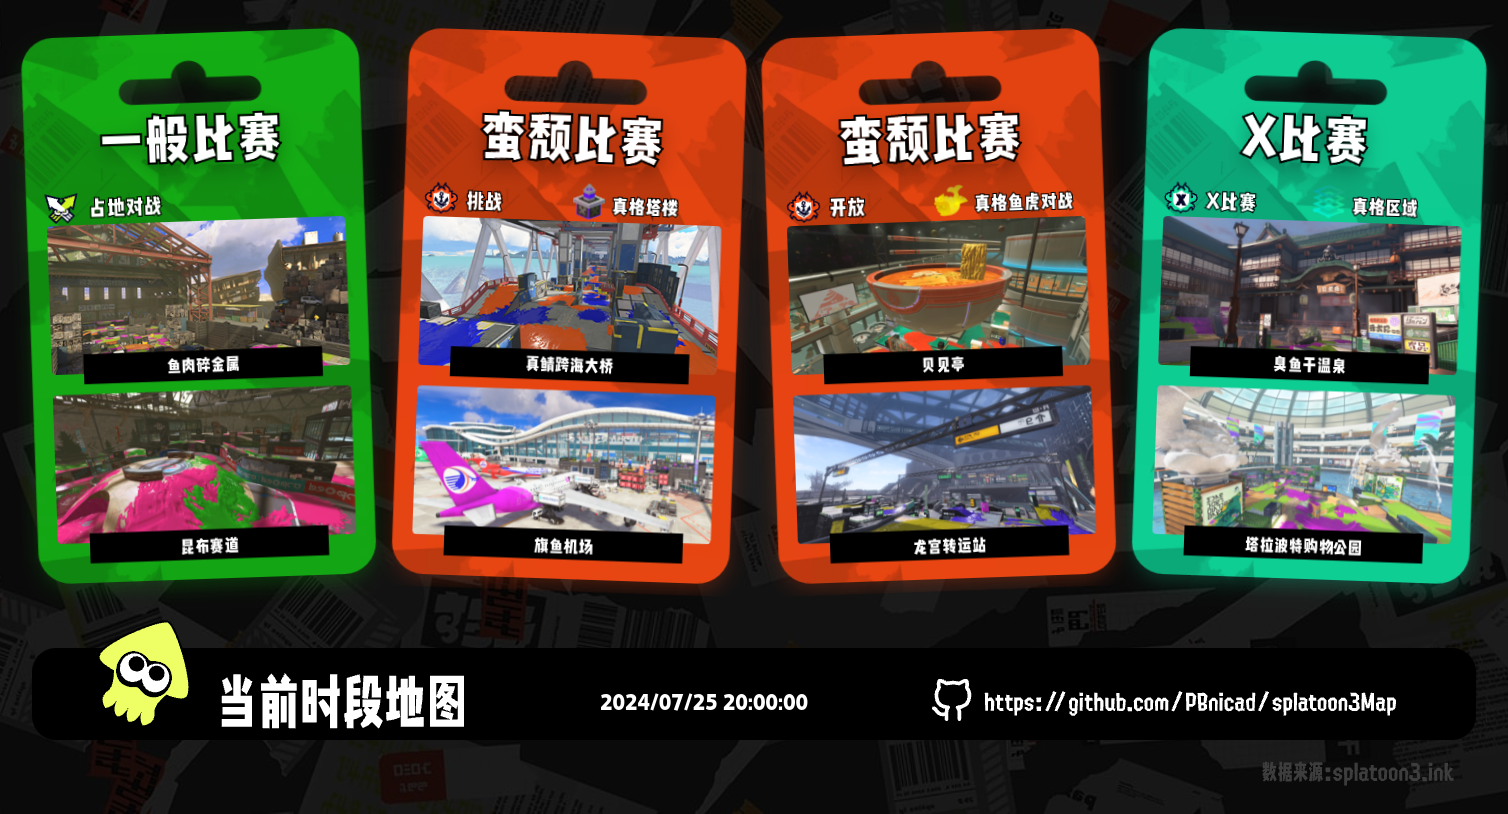 一般比赛
占地对战
鱼肉碎金属
昆布赛道
蛮颓比赛
挑战
真格塔楼
真鲭跨海大桥
旗鱼机场
蛮颓比赛
开放
真格鱼虎对战
贝见亭
龙宫转运站
X比赛
X比赛
真格区域
臭鱼干温泉
塔拉波特购物公园
当前时段地图
2024/07/25 20:00:00
https://github.com/PBnicad/splatoon3Map
数据来源:splatoon3.ink